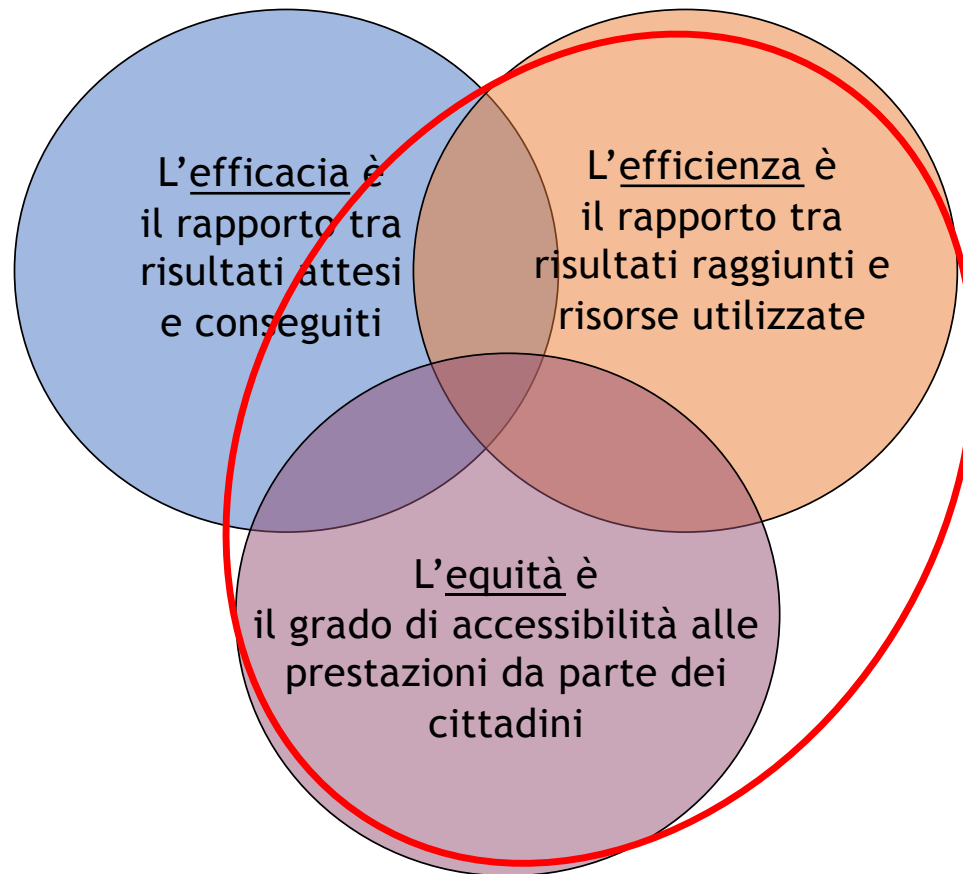 L’efficacia è
il rapporto tra
risultati attesi
e conseguiti
L’efficienza è
il rapporto tra
risultati raggiunti e
risorse utilizzate
L’equità è
il grado di accessibilità alle
prestazioni da parte dei
cittadini